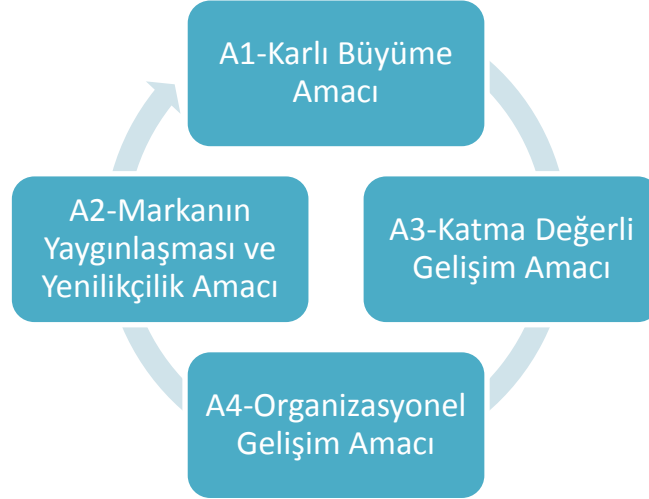 A1-Karlı Büyüme
Amacı
A2-Markanın
Yaygınlaşması ve
Yenilikçilik Amacı
A3-Katma Değerli
Gelişim Amacı
A4-Organizasyonel
Gelişim Amacı